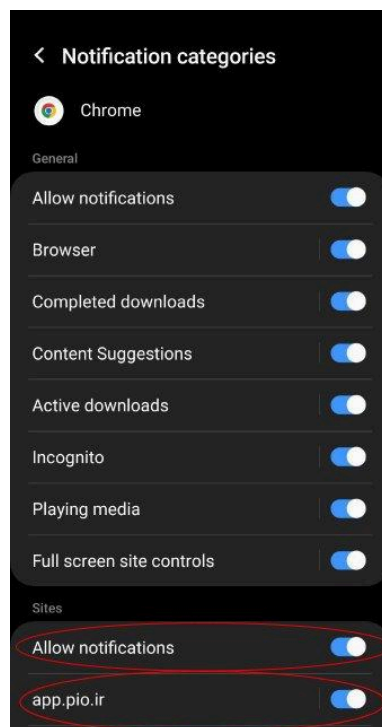 Notification categories
Chrome
General
Allow notifications
Browser
Completed downloads
Content Suggestions
Active downloads
Incognito
Playing media
Full screen site controls
Sites
Allow notifications
app.pio.ir